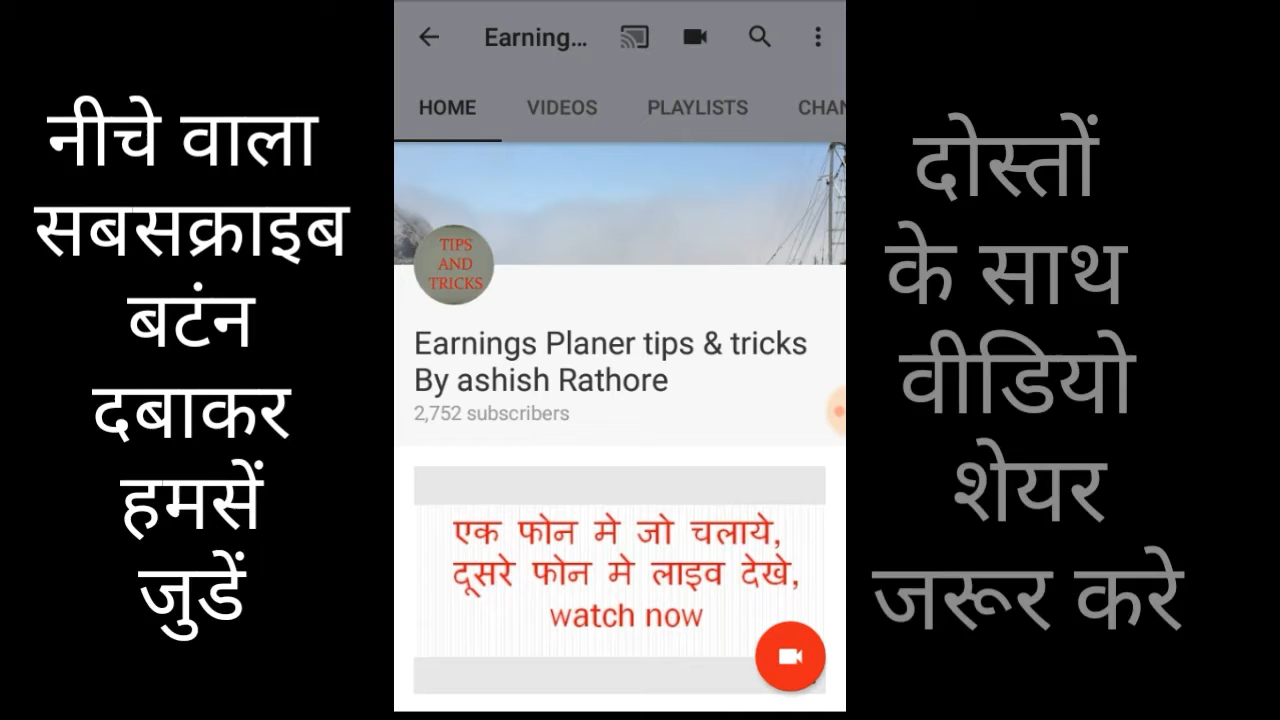 नीचे वाला
सबसक्राइब
बटंन
दबाकर
हमसें
जुडें
Earning...
HOME VIDEOS PLAYLISTS CHAN
TIPS
AND
TRICKS
Earnings Planer tips & tricks
By ashish Rathore
2,752 subscribers
एक फोन मे जो चलाये,
दूसरे फोन मे लाइव देखे,
watch now
दोस्तों
के साथ
वीडियो
शेयर
जरूर करे